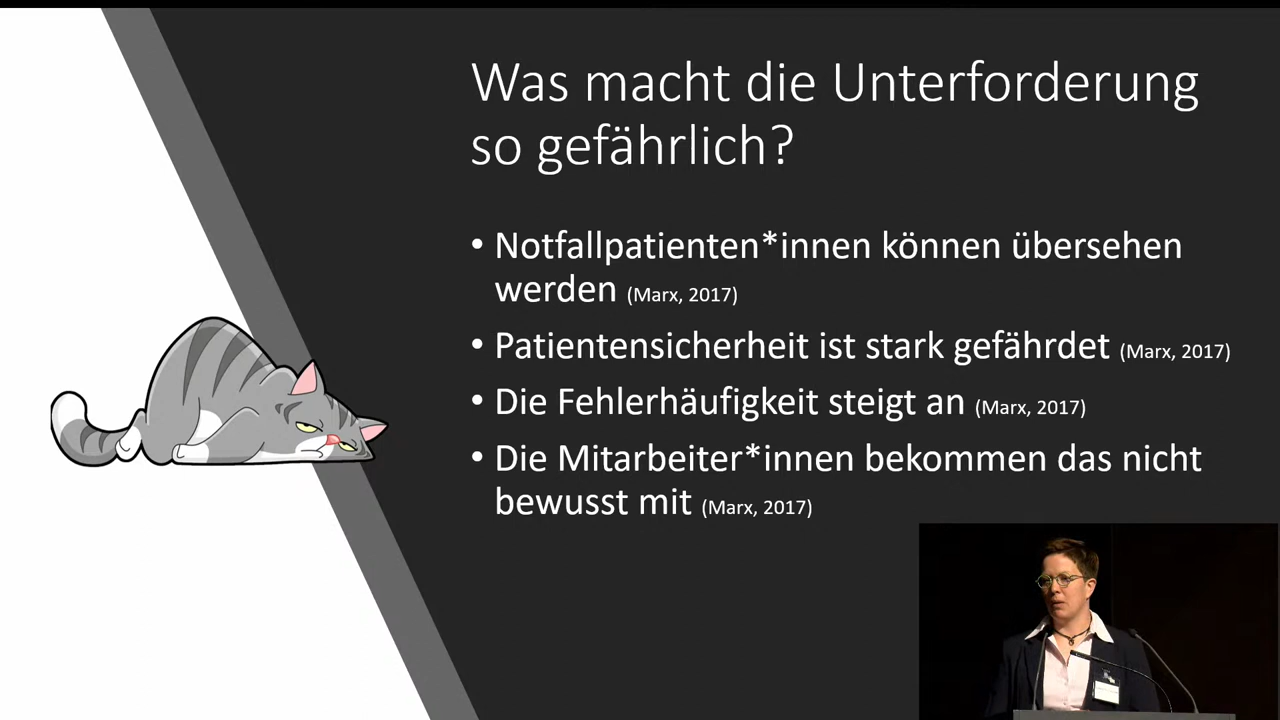 Was macht die Unterforderung
so gefährlich?
• Notfallpatienten*innen können übersehen
werden (Marx, 2017)
• Patientensicherheit ist stark gefährdet (Marx, 2017)
• Die Fehlerhäufigkeit steigt an (Marx, 2017)
• Die Mitarbeiter*innen bekommen das nicht
bewusst mit (Marx, 2017)